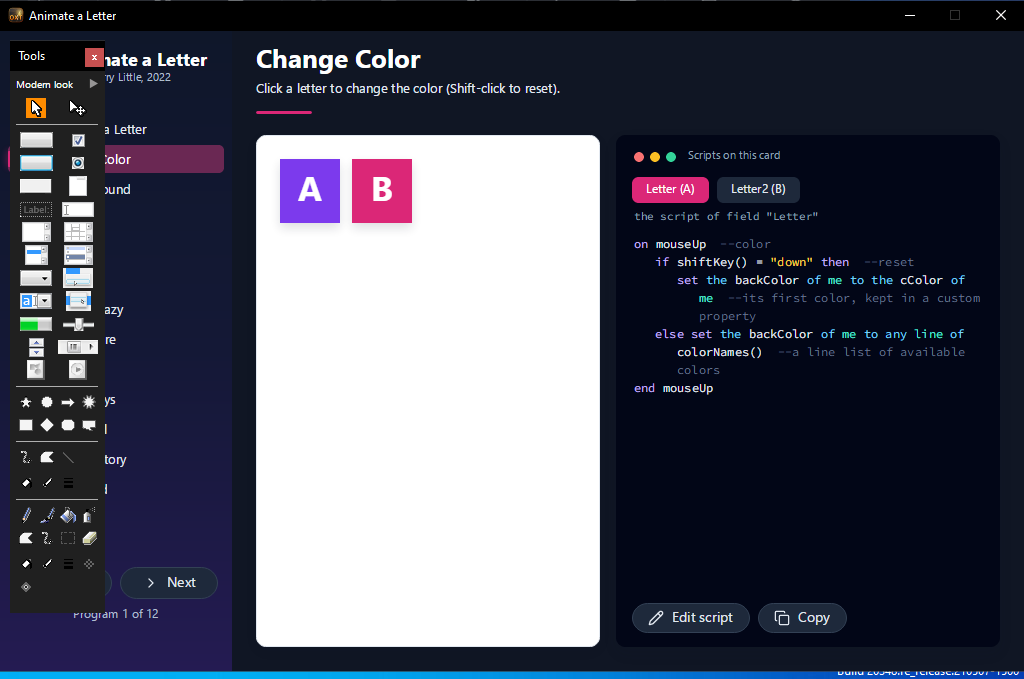 Animate a Letter
Tools
Modern look
Label:
nate a Letter
rry Little, 2022
a Letter
Color
ound
azy
re
ys
l
tory
d
Next
Program 1 of 12
Change Color
Click a letter to change the color (Shift-click to reset).
A B
Scripts on this card
Letter (A) Letter2 (B)
the script of field "Letter"
on mouseUp --color
if shiftKey() = "down" then --reset
set the backColor of me to the cColor of
me --its first color, kept in a custom
property
else set the backColor of me to any line of
colorNames() --a line list of available
colors
end mouseUp
Edit script Copy